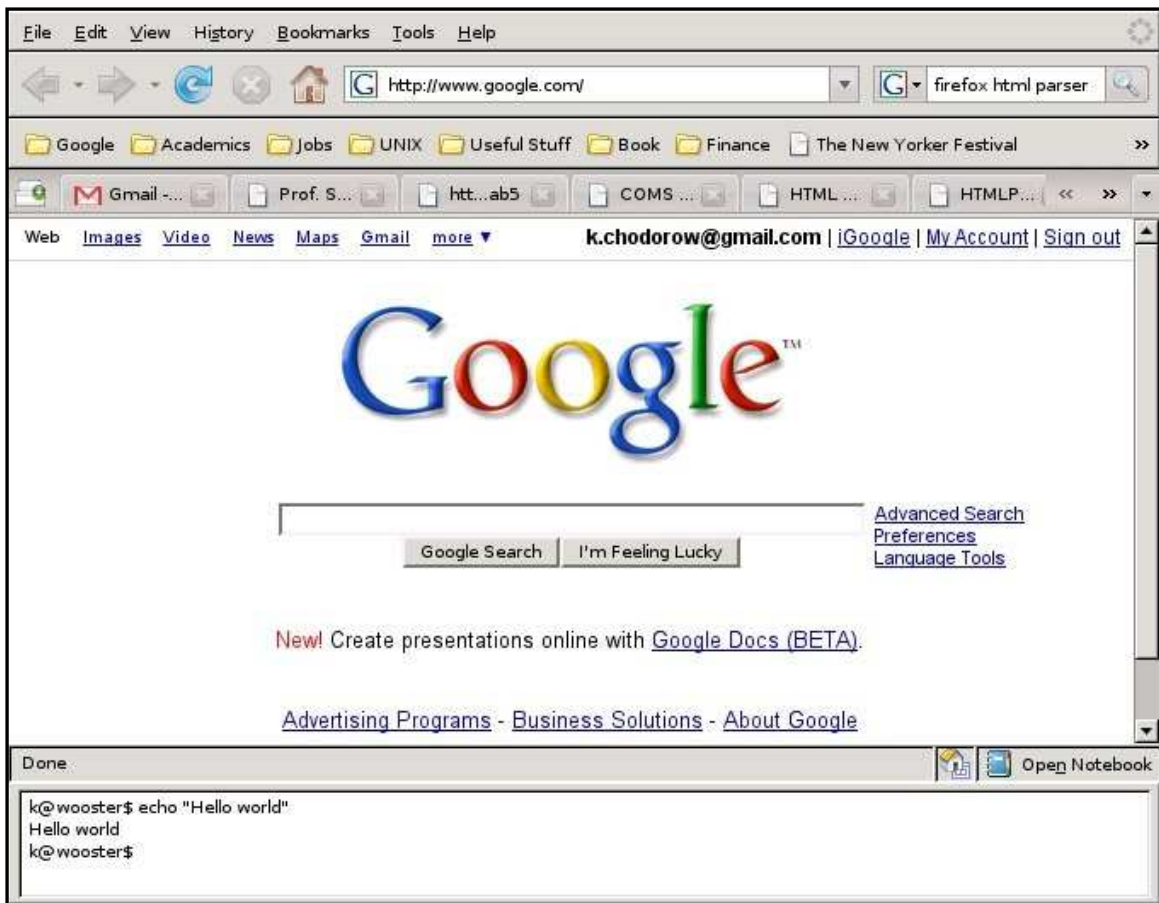 File Edit View History Bookmarks Tools Help
http://www.google.com/ firefox html parser
Google Academics Jobs UNIX Useful Stuff Book Finance The New Yorker Festival »
Gmail -... Prof. S... htt...ab5 COMS ... HTML ... HTMLP... « »
Web Images Video News Maps Gmail more ▼ k.chodorow@gmail.com | iGoogle | My Account | Sign out
Google™
Advanced Search
Preferences
Language Tools
Google Search I'm Feeling Lucky
New! Create presentations online with Google Docs (BETA).
Advertising Programs - Business Solutions - About Google
Done Open Notebook
k@wooster$ echo "Hello world"
Hello world
k@wooster$